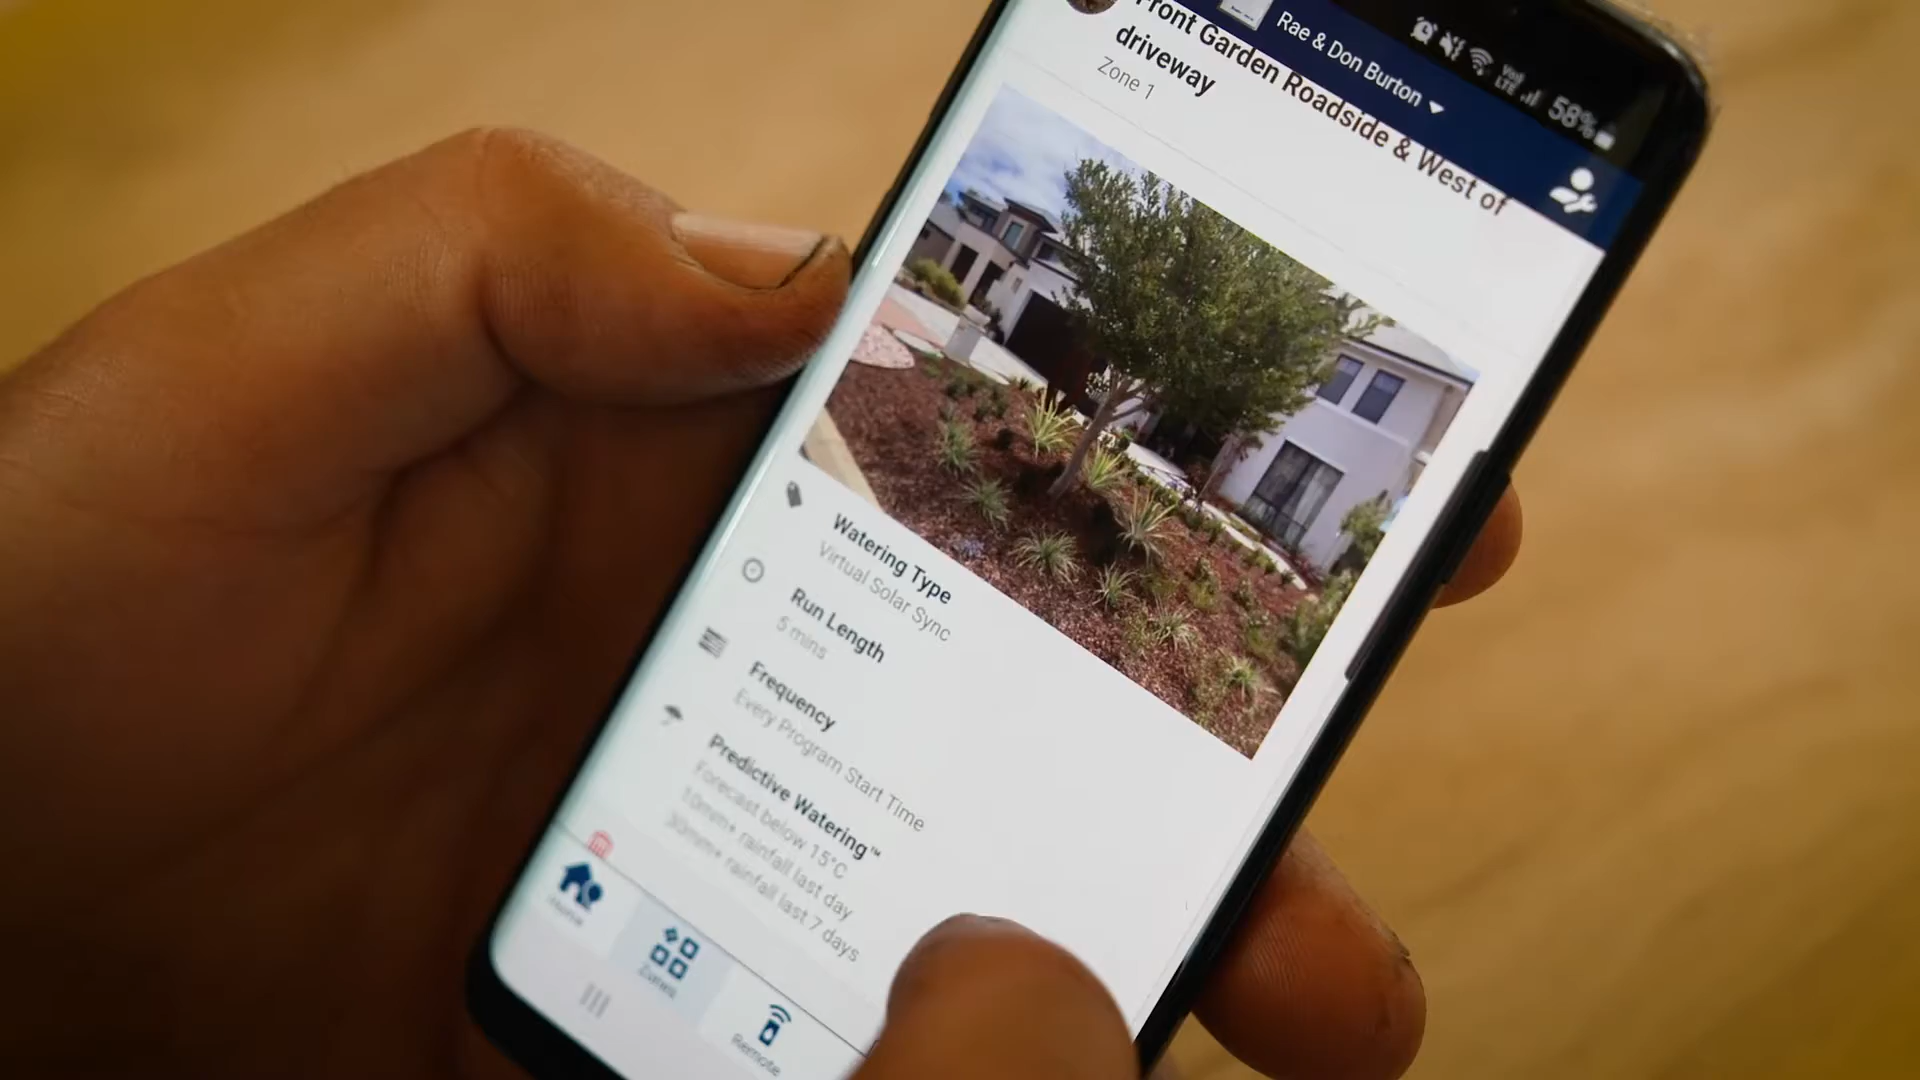 Rae & Don Burton
Vo))
LTE
58%
Front Garden Roadside & West of
driveway
Zone 1
Watering Type
Virtual Solar Sync
Run Length
5 mins
Frequency
Every Program Start Time
Predictive Watering™
Forecast below 15°C
10mm+ rainfall last day
30mm+ rainfall last 7 days
Home
Zones
Remote